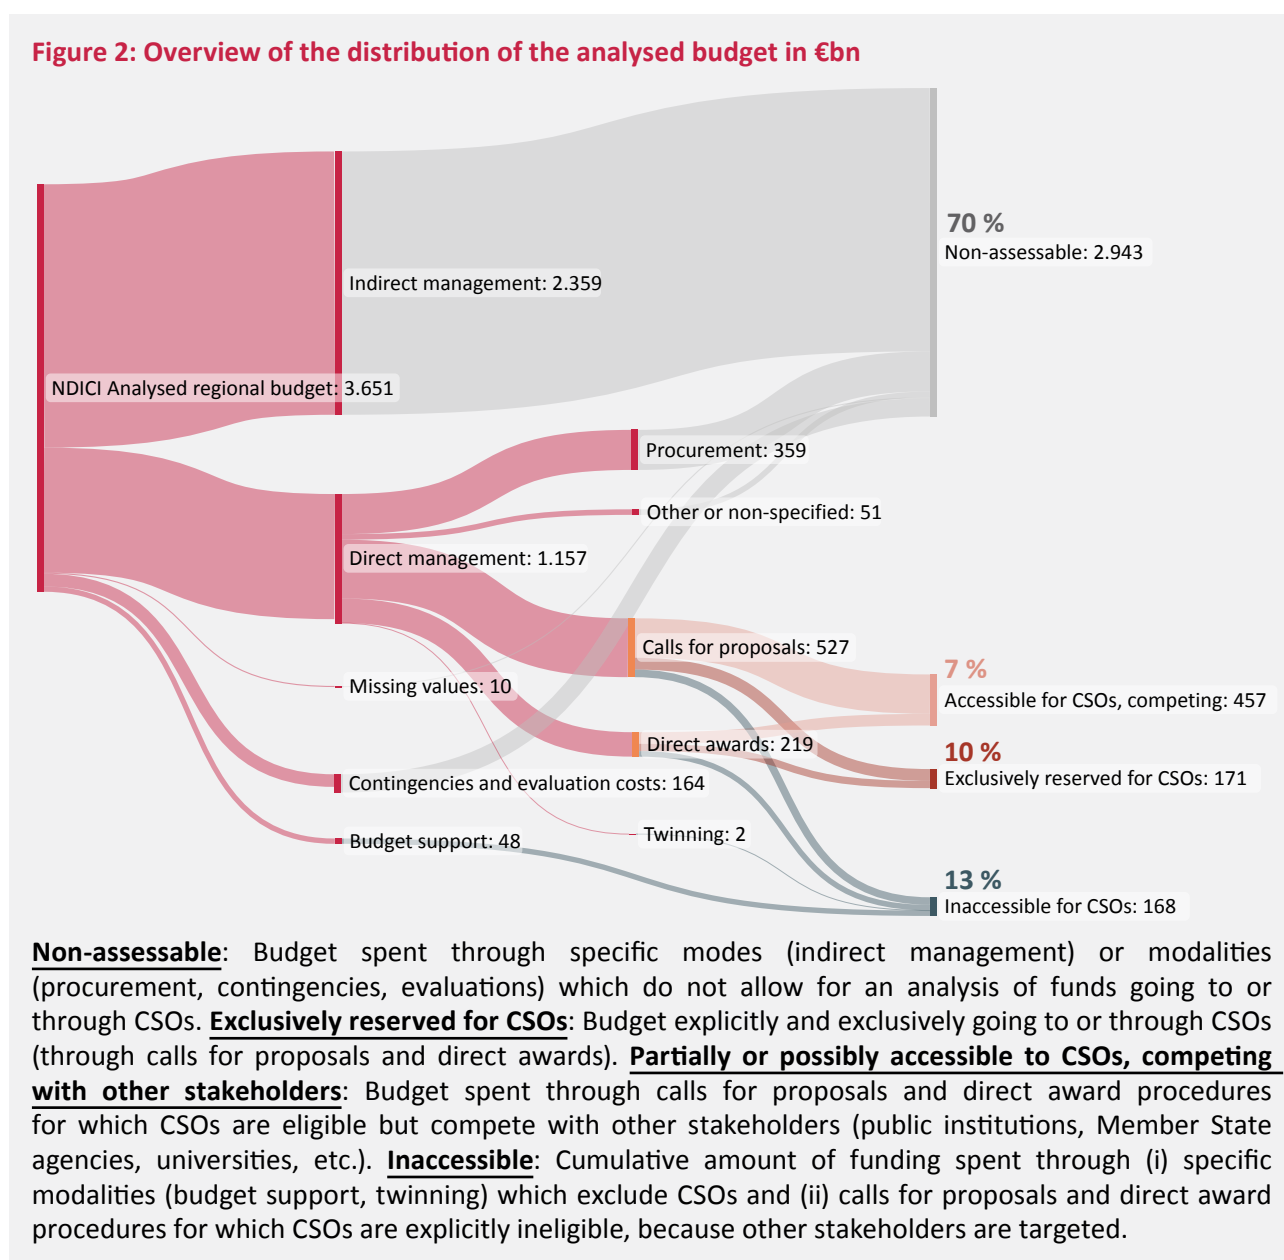 Figure 2: Overview of the distribution of the analysed budget in €bn
70 %
Non-assessable: 2.943
Indirect management: 2.359
NDICI Analysed regional budget: 3.651
Procurement: 359
Other or non-specified: 51
Direct management: 1.157
Calls for proposals: 527
7 %
Missing values: 10
Accessible for CSOs, competing: 457
Direct awards: 219
10 %
Contingencies and evaluation costs: 164
Exclusively reserved for CSOs: 171
Budget support: 48
Twinning: 2
13 %
Inaccessible for CSOs: 168
Non-assessable: Budget spent through specific modes (indirect management) or modalities
(procurement, contingencies, evaluations) which do not allow for an analysis of funds going to or
through CSOs. Exclusively reserved for CSOs: Budget explicitly and exclusively going to or through CSOs
(through calls for proposals and direct awards). Partially or possibly accessible to CSOs, competing
with other stakeholders: Budget spent through calls for proposals and direct award procedures
for which CSOs are eligible but compete with other stakeholders (public institutions, Member State
agencies, universities, etc.). Inaccessible: Cumulative amount of funding spent through (i) specific
modalities (budget support, twinning) which exclude CSOs and (ii) calls for proposals and direct award
procedures for which CSOs are explicitly ineligible, because other stakeholders are targeted.